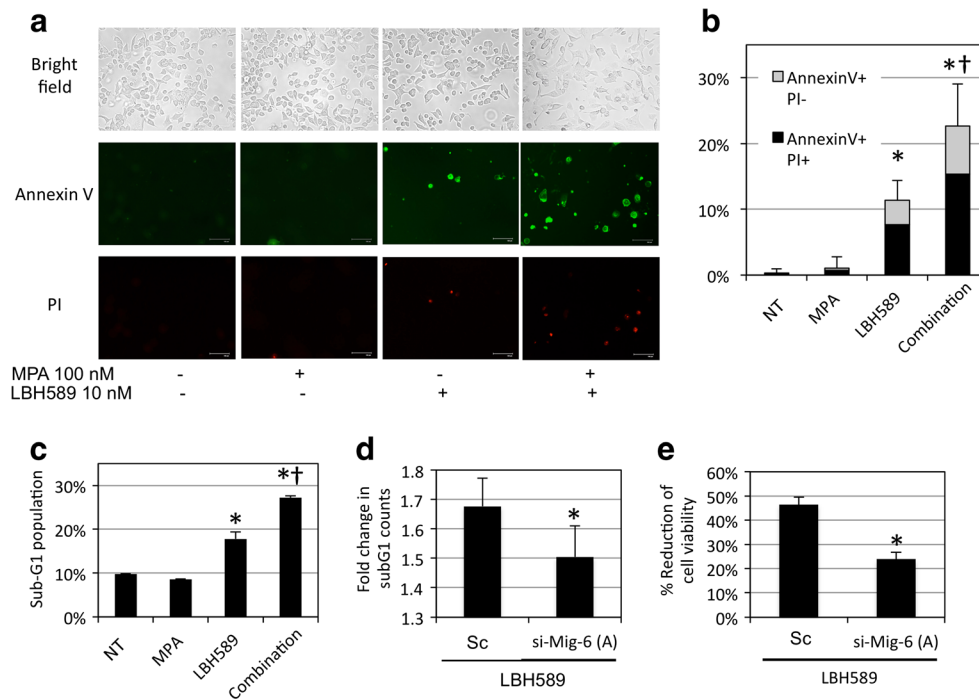 a
Bright
field
Annexin V
PI
MPA 100 nM - + - +
LBH589 10 nM - - + +
b
30%
20%
10%
0%
AnnexinV+
PI-
AnnexinV+
PI+
*
*†
NT
MPA
LBH589
Combination
c
Sub-G1 population
30%
20%
10%
0%
*
*†
NT
MPA
LBH589
Combination
d
Fold change in
subG1 counts
1.8
1.7
1.6
1.5
1.4
1.3
*
Sc si-Mig-6 (A)
LBH589
e
% Reduction of
cell viability
60%
50%
40%
30%
20%
10%
0%
*
Sc si-Mig-6 (A)
LBH589